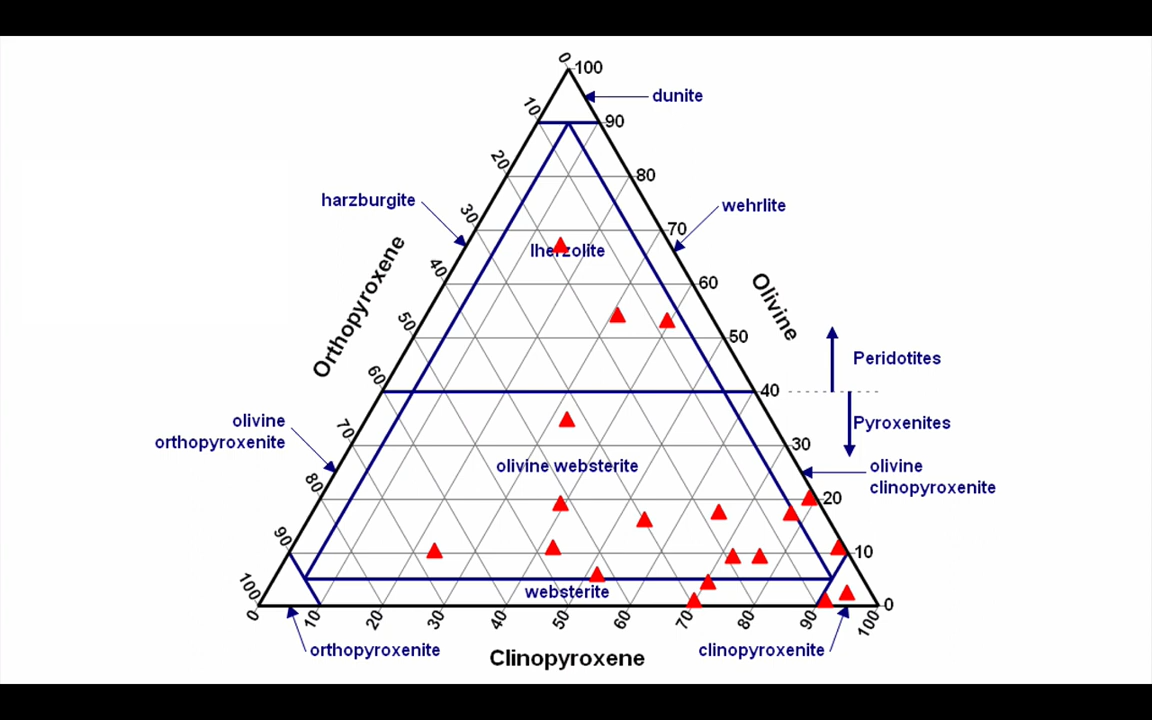 0
100
dunite
10
90
20
80
harzburgite
wehrlite
30
70
lherzolite
Orthopyroxene
40
60
Olivine
50
50
Peridotites
60
40
olivine
orthopyroxenite
Pyroxenites
70
30
olivine websterite
olivine
clinopyroxenite
80
20
90
10
websterite
100
0
0
10
20
30
40
50
60
70
80
90
100
orthopyroxenite
Clinopyroxene
clinopyroxenite